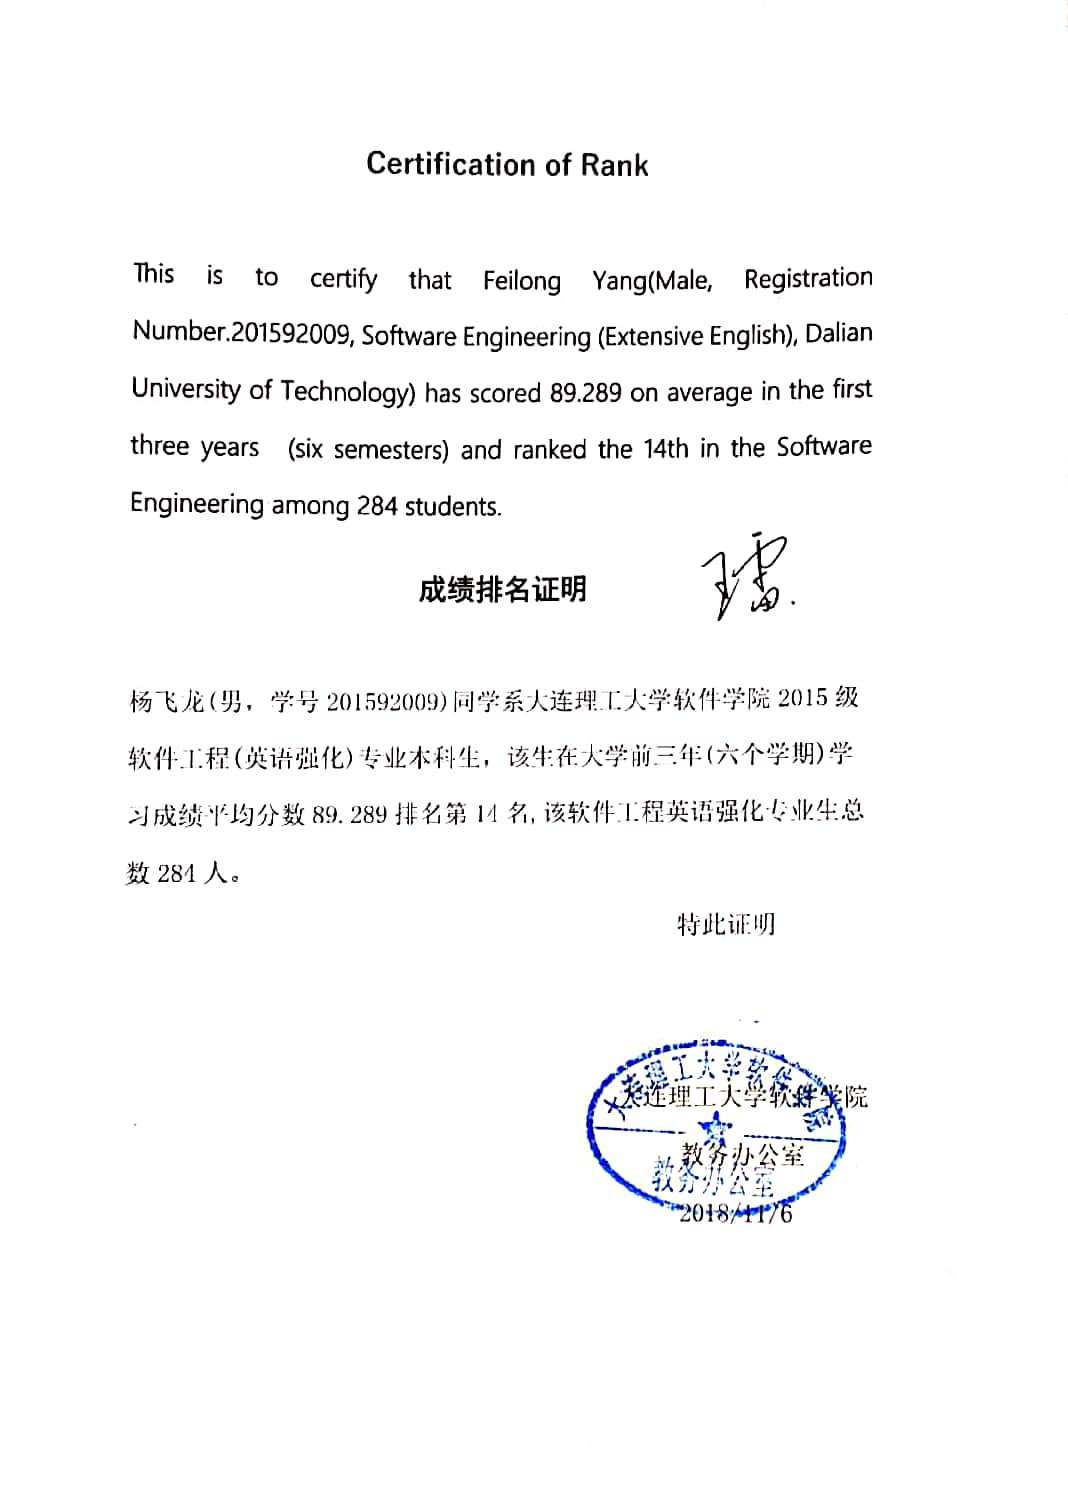 Certification of Rank
This is to certify that Feilong Yang(Male, Registration
Number.201592009, Software Engineering (Extensive English), Dalian
University of Technology) has scored 89.289 on average in the first
three years (six semesters) and ranked the 14th in the Software
Engineering among 284 students.
成绩排名证明
杨飞龙(男，学号 201592009)同学系大连理工大学软件学院 2015 级
软件工程(英语强化)专业本科生，该生在大学前三年(六个学期)学
习成绩平均分数 89.289 排名第 14 名,该软件工程英语强化专业生总
数 284 人。
特此证明
大连理工大学软件学院
大连理工大学软件学院
教务办公室
教务办公室
2018/11/6